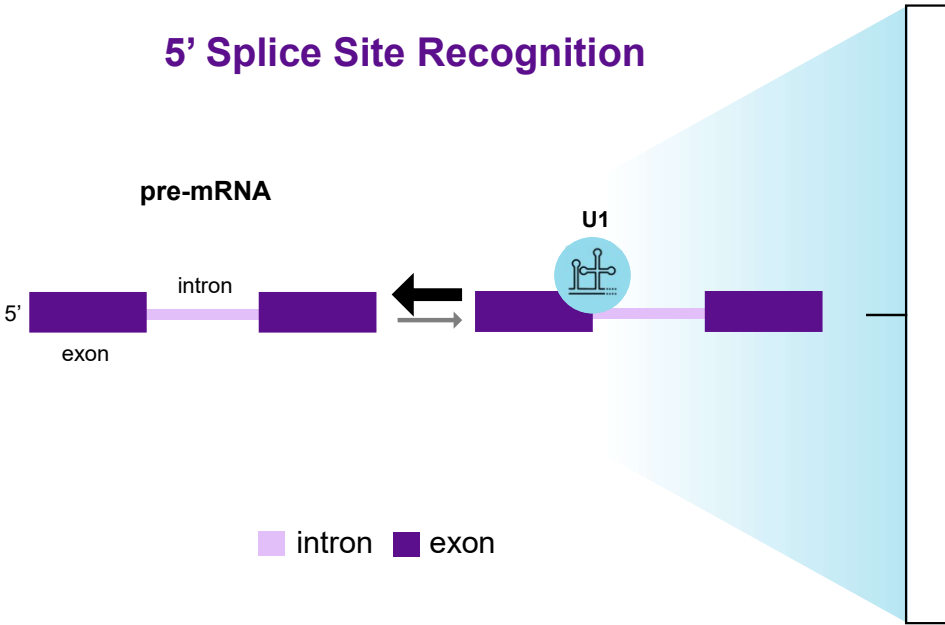 5’ Splice Site Recognition
pre-mRNA
U1
intron
5’
exon
intron
exon